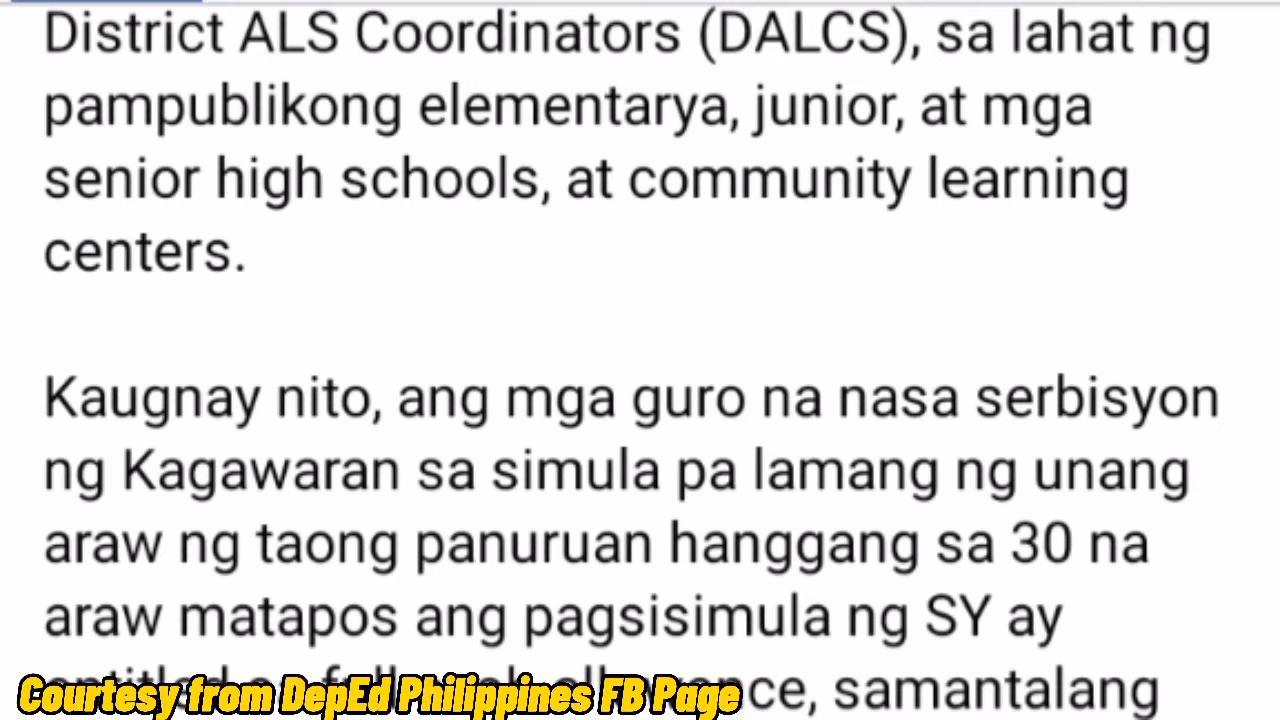 District ALS Coordinators (DALCS), sa lahat ng
pampublikong elementarya, junior, at mga
senior high schools, at community learning
centers.
Kaugnay nito, ang mga guro na nasa serbisyon
ng Kagawaran sa simula pa lamang ng unang
araw ng taong panuruan hanggang sa 30 na
araw matapos ang pagsisimula ng SY ay
samantalang
Courtesy from DepEd Philippines FB Page